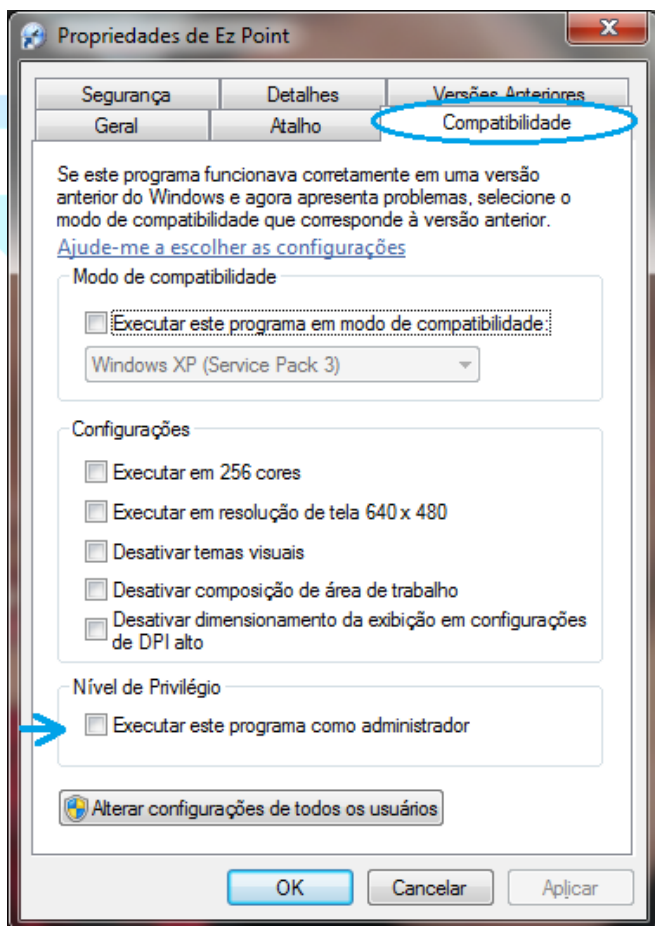 Propriedades de Ez Point
Segurança
Detalhes
Versões Anteriores
Geral
Atalho
Compatibilidade
Se este programa funcionava corretamente em uma versão
anterior do Windows e agora apresenta problemas, selecione o
modo de compatibilidade que corresponde à versão anterior.
Ajude-me a escolher as configurações
Modo de compatibilidade
Executar este programa em modo de compatibilidade:
Windows XP (Service Pack 3)
Configurações
Executar em 256 cores
Executar em resolução de tela 640 x 480
Desativar temas visuais
Desativar composição de área de trabalho
Desativar dimensionamento da exibição em configurações
de DPI alto
Nível de Privilégio
Executar este programa como administrador
Alterar configurações de todos os usuários
OK
Cancelar
Aplicar